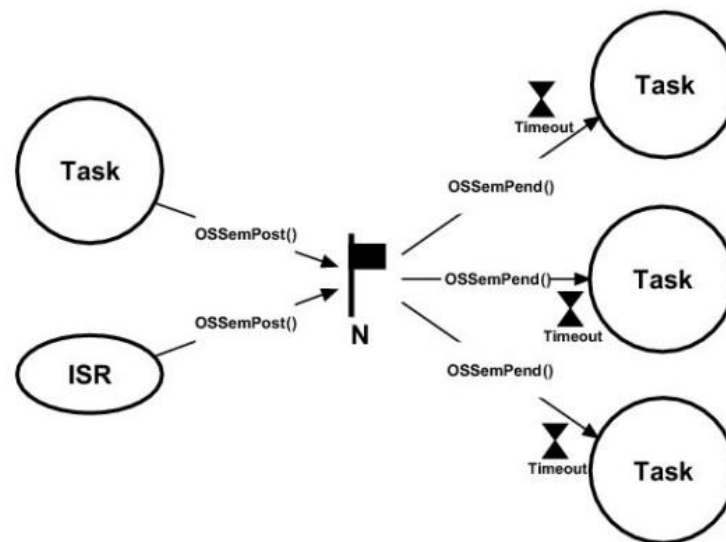 Task
Timeout
OSSemPend()
Task
OSSemPost()
OSSemPend()
Task
N
Timeout
OSSemPost()
ISR
OSSemPend()
Timeout
Task